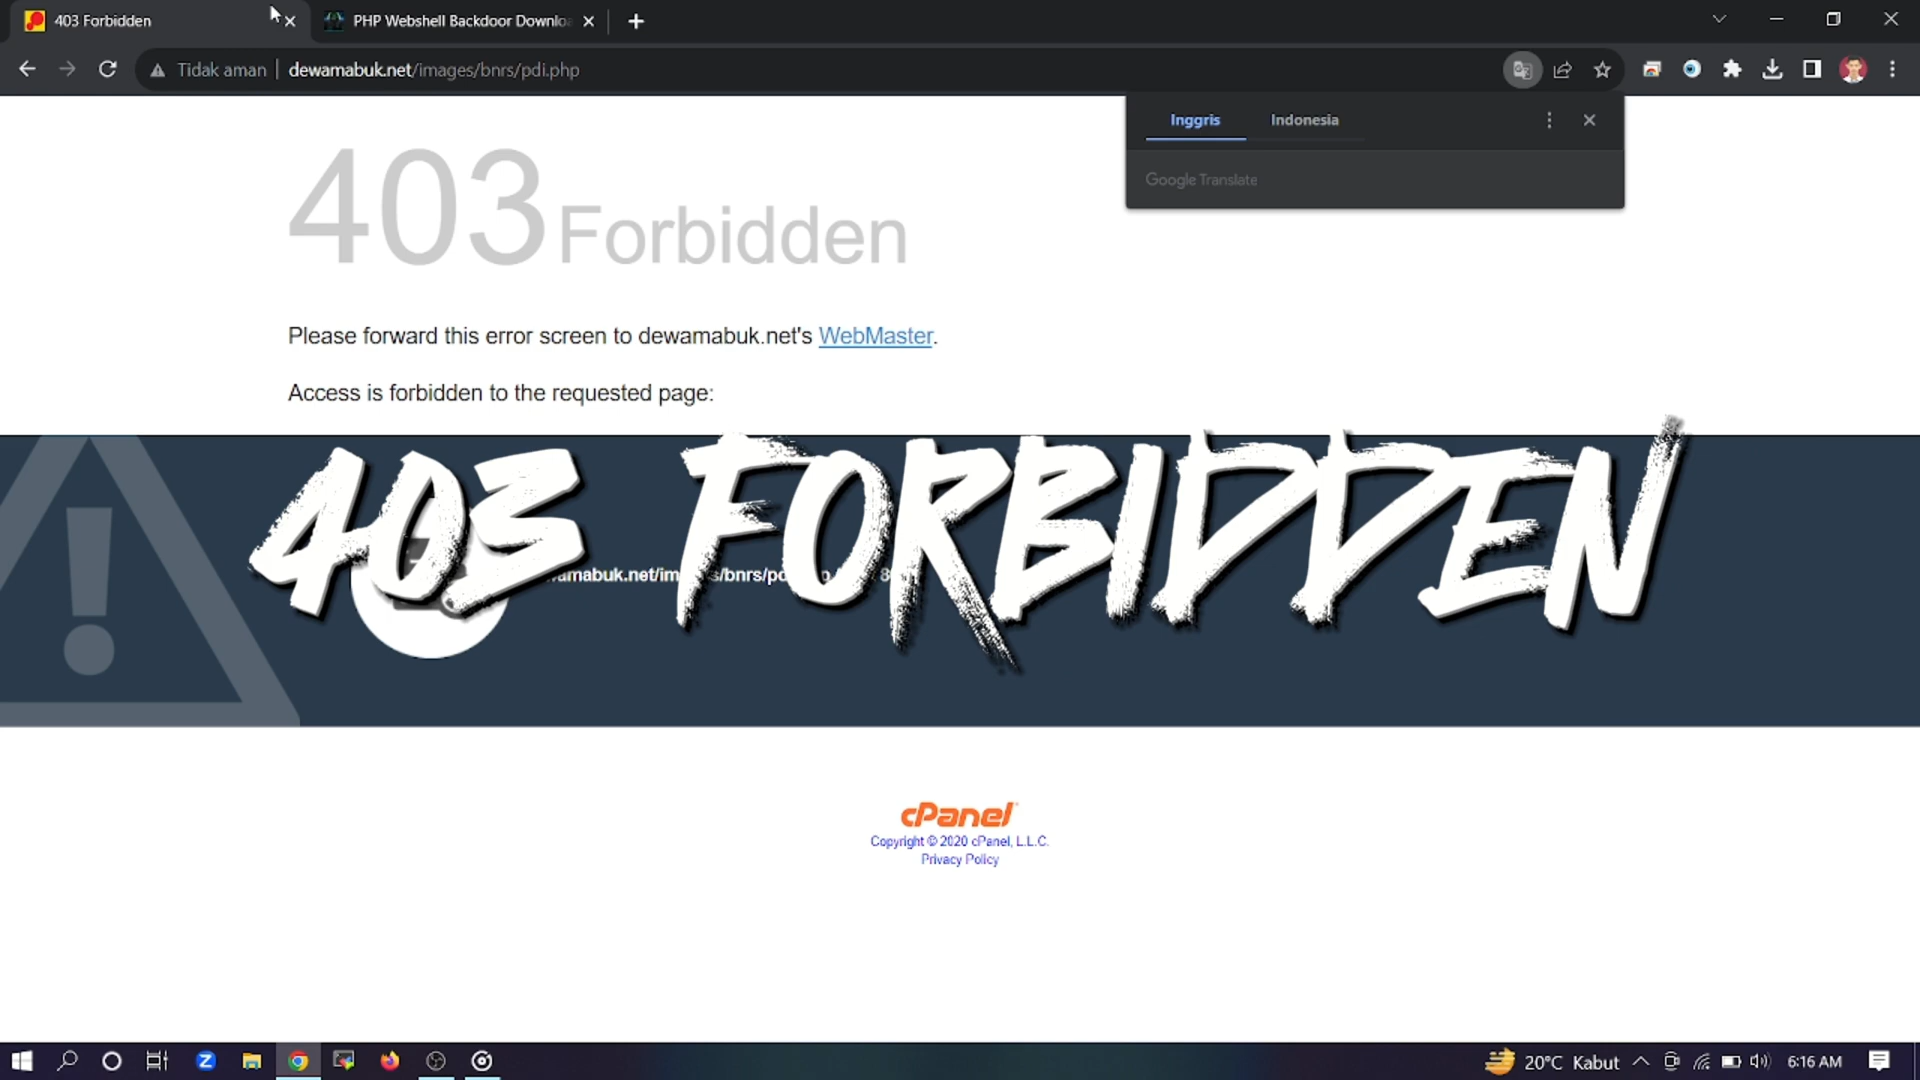 403 Forbidden
PHP Webshell Backdoor Downlo
Tidak aman
dewamabuk.net/images/bnrs/pdi.php
Inggris
Indonesia
Google Translate
403 Forbidden
Please forward this error screen to dewamabuk.net's WebMaster.
Access is forbidden to the requested page:
403 FORBIDDEN
cPanel
Copyright © 2020 cPanel, L.L.C.
Privacy Policy
20°C Kabut
6:16 AM